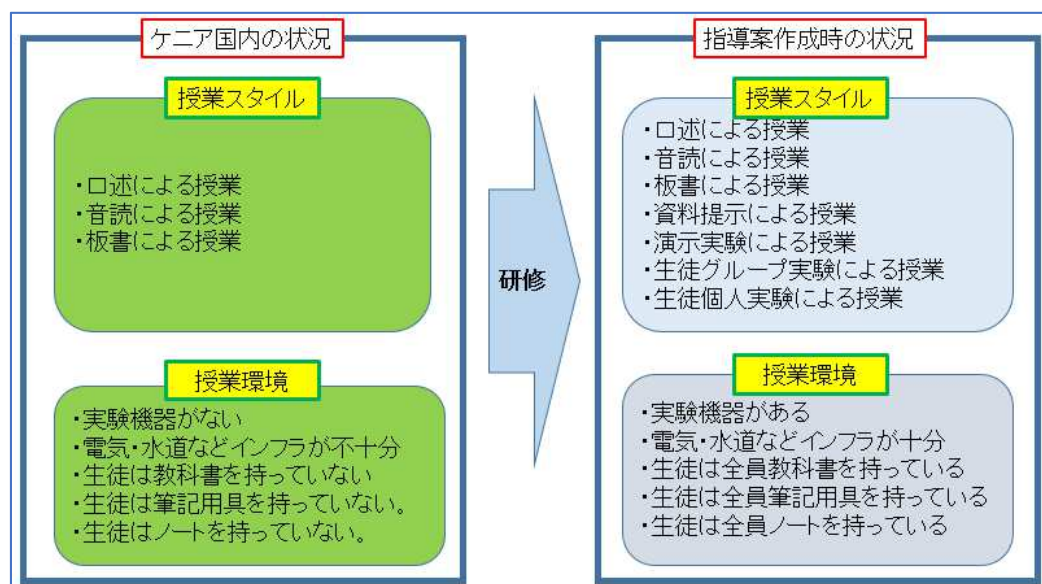 ケニア国内の状況
授業スタイル
・口述による授業
・音読による授業
・板書による授業
授業環境
・実験機器がない
・電気・水道などインフラが不十分
・生徒は教科書を持っていない
・生徒は筆記用具を持っていない。
・生徒はノートを持っていない。
研修
指導案作成時の状況
授業スタイル
・口述による授業
・音読による授業
・板書による授業
・資料提示による授業
・演示実験による授業
・生徒グループ実験による授業
・生徒個人実験による授業
授業環境
・実験機器がある
・電気・水道などインフラが十分
・生徒は全員教科書を持っている
・生徒は全員筆記用具を持っている
・生徒は全員ノートを持っている